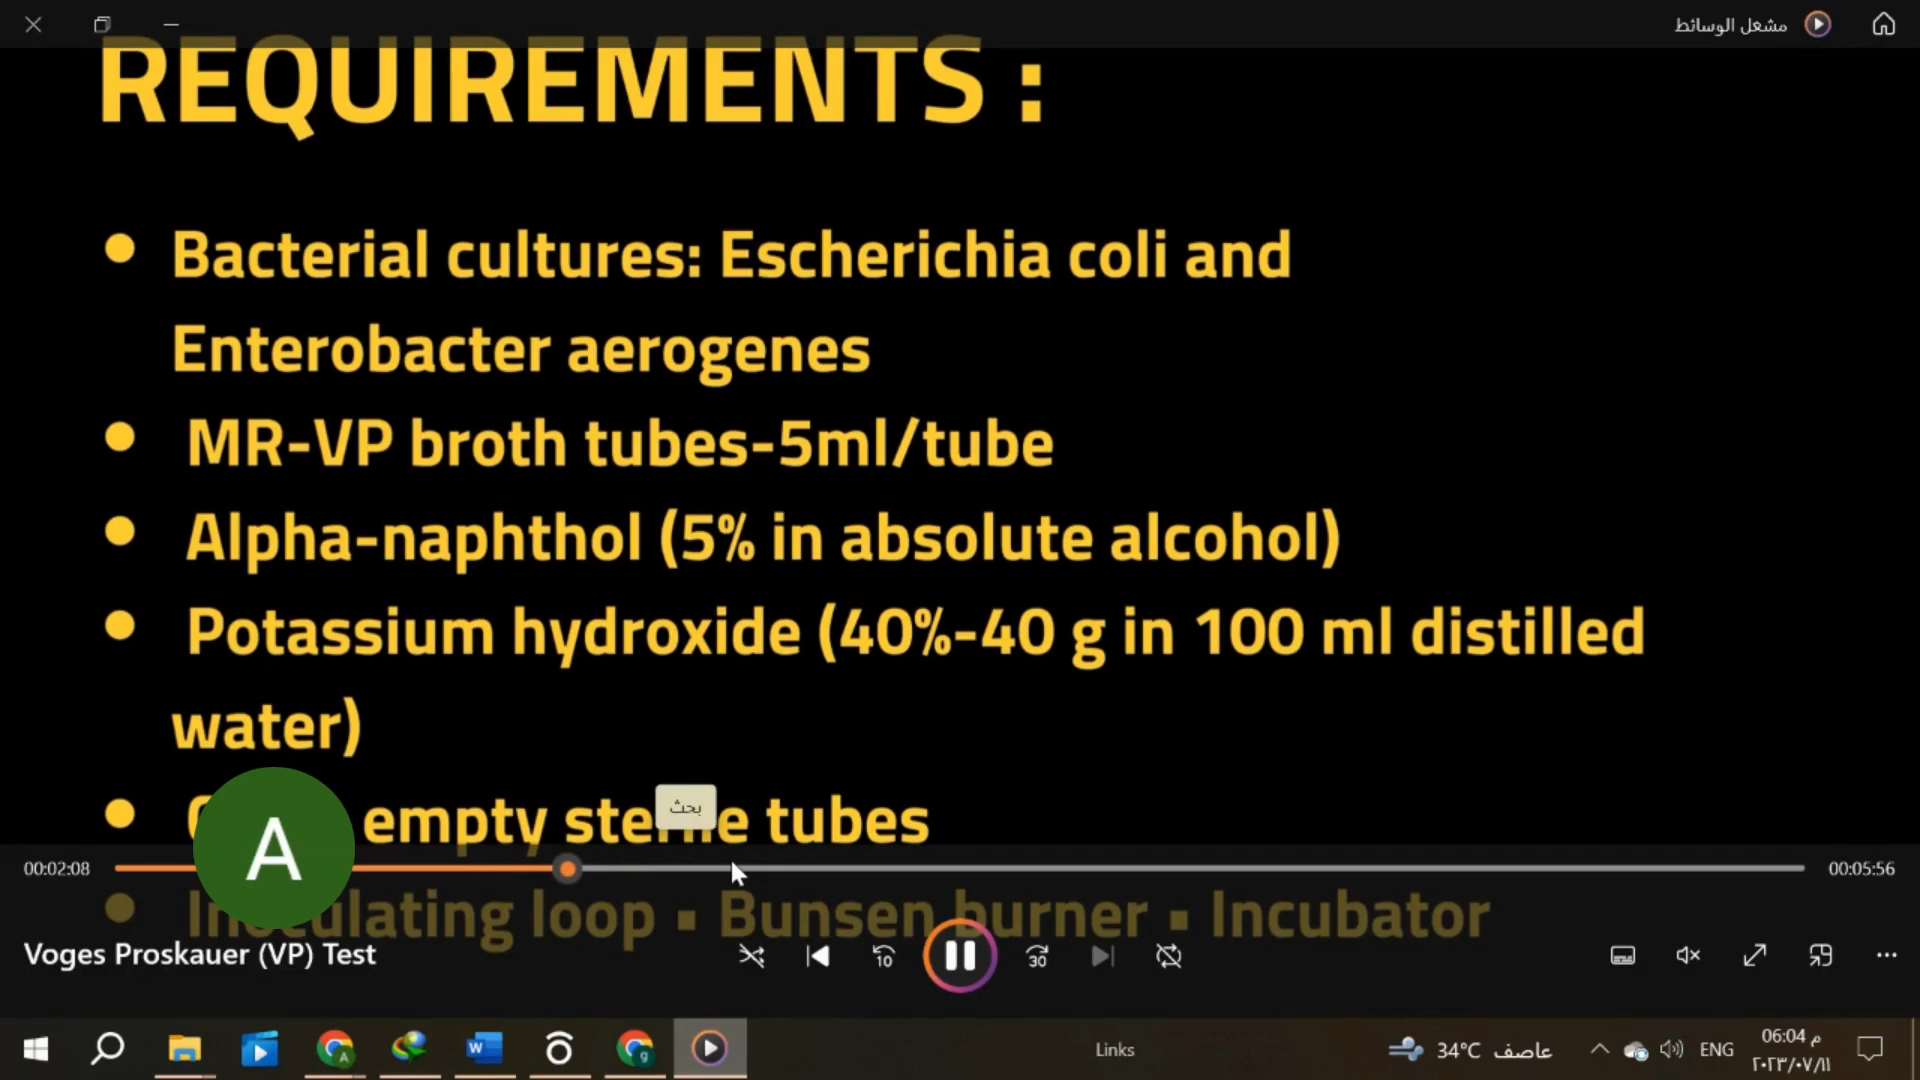 مشغل الوسائط
REQUIREMENTS :
• Bacterial cultures: Escherichia coli and
Enterobacter aerogenes
• MR-VP broth tubes-5ml/tube
• Alpha-naphthol (5% in absolute alcohol)
• Potassium hydroxide (40%-40 g in 100 ml distilled
water)
• empty tubes
بحث
A
00:02:08
00:05:56
• loop ▪ Bunsen burner ▪ Incubator
Voges Proskauer (VP) Test
10
30
Links
34°C عاصف
ENG
06:04 م
٢٠٢٣/٠٧/١١